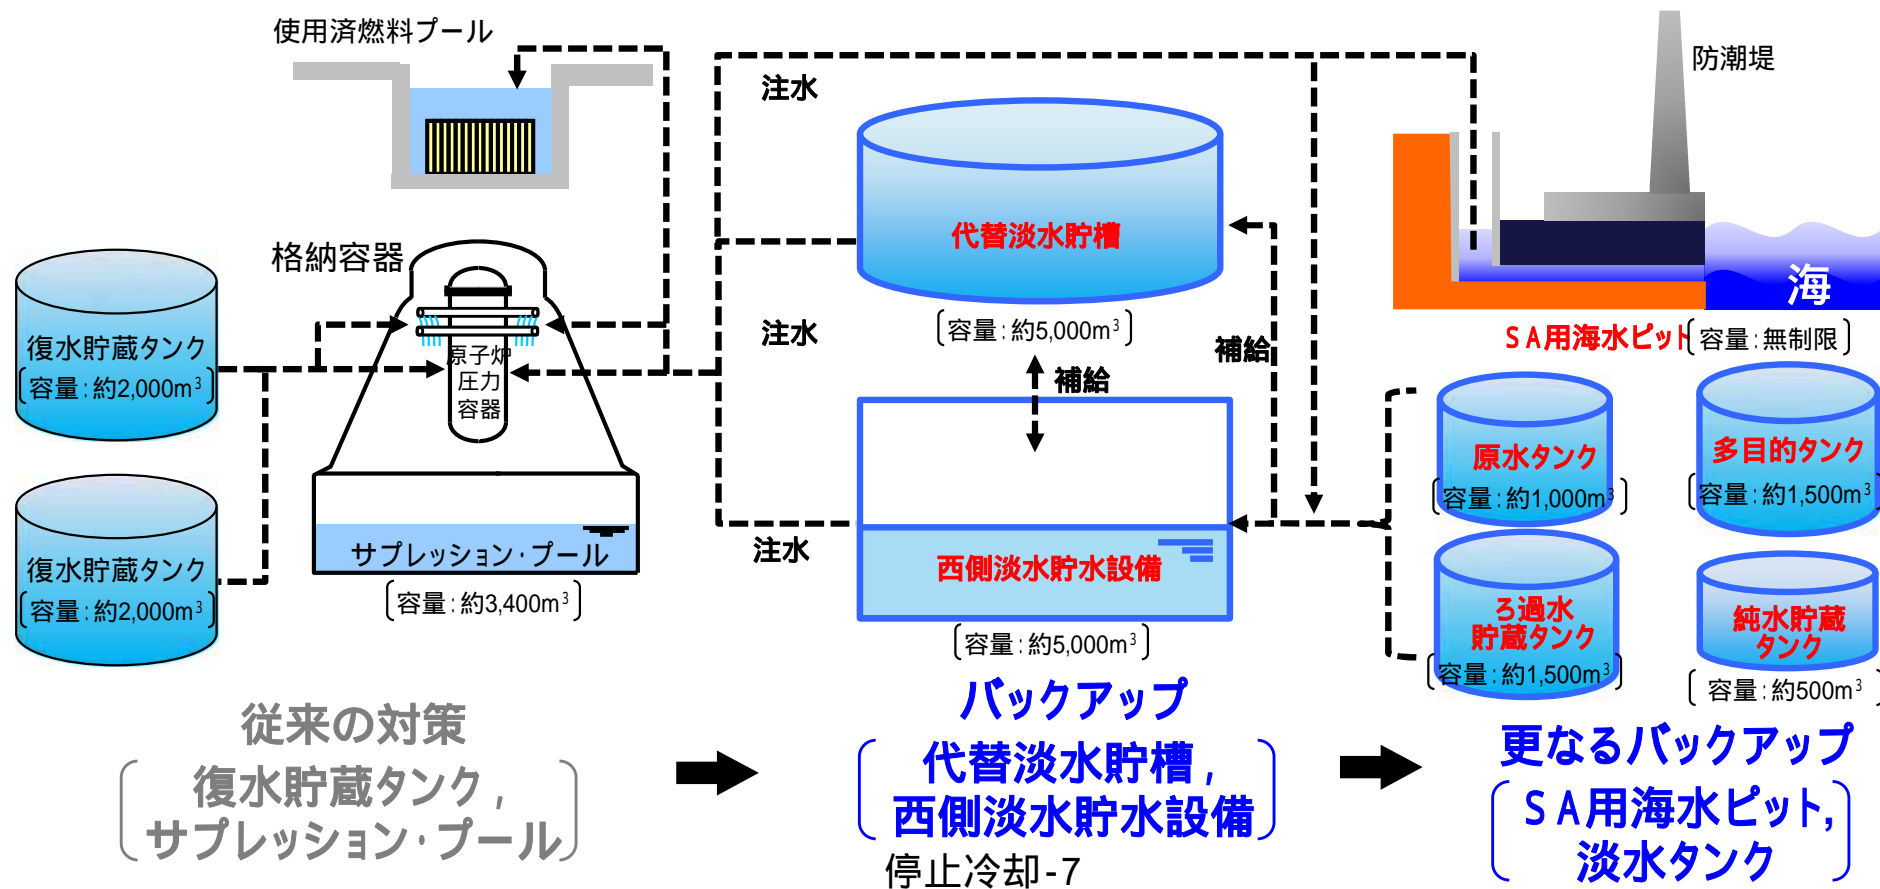 使用済燃料プール
防潮堤
注水
代替淡水貯槽
格納容器
海
復水貯蔵タンク
容量：約2,000m³
原子炉
圧力
容器
注水
容量：約5,000m³
補給
SA用海水ピット
容量：無制限
補給
原水タンク
容量：約1,000m³
多目的タンク
容量：約1,500m³
復水貯蔵タンク
容量：約2,000m³
サプレッション・プール
容量：約3,400m³
注水
西側淡水貯水設備
容量：約5,000m³
ろ過水
貯蔵タンク
容量：約1,500m³
純水貯蔵
タンク
容量：約500m³
従来の対策
復水貯蔵タンク，
サプレッション・プール
バックアップ
代替淡水貯槽，
西側淡水貯水設備
更なるバックアップ
SA用海水ピット，
淡水タンク
停止冷却-7